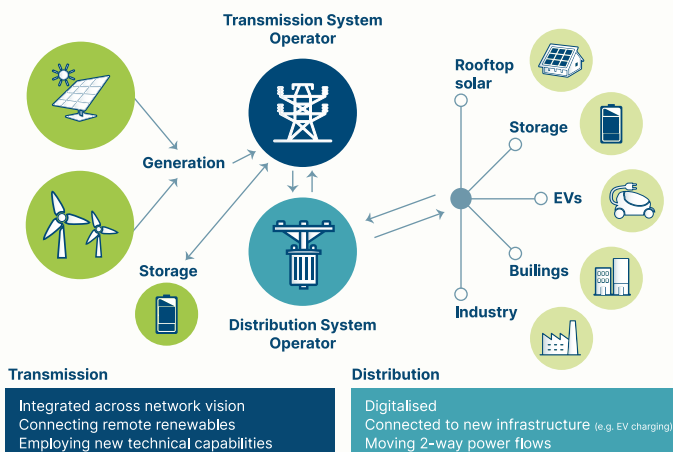 Transmission System
Operator
Rooftop
solar
Storage
Generation
EVs
Storage
Builings
Industry
Distribution System
Operator
Transmission
Integrated across network vision
Connecting remote renewables
Employing new technical capabilities
Distribution
Digitalised
Connected to new infrastructure (e.g. EV charging)
Moving 2-way power flows